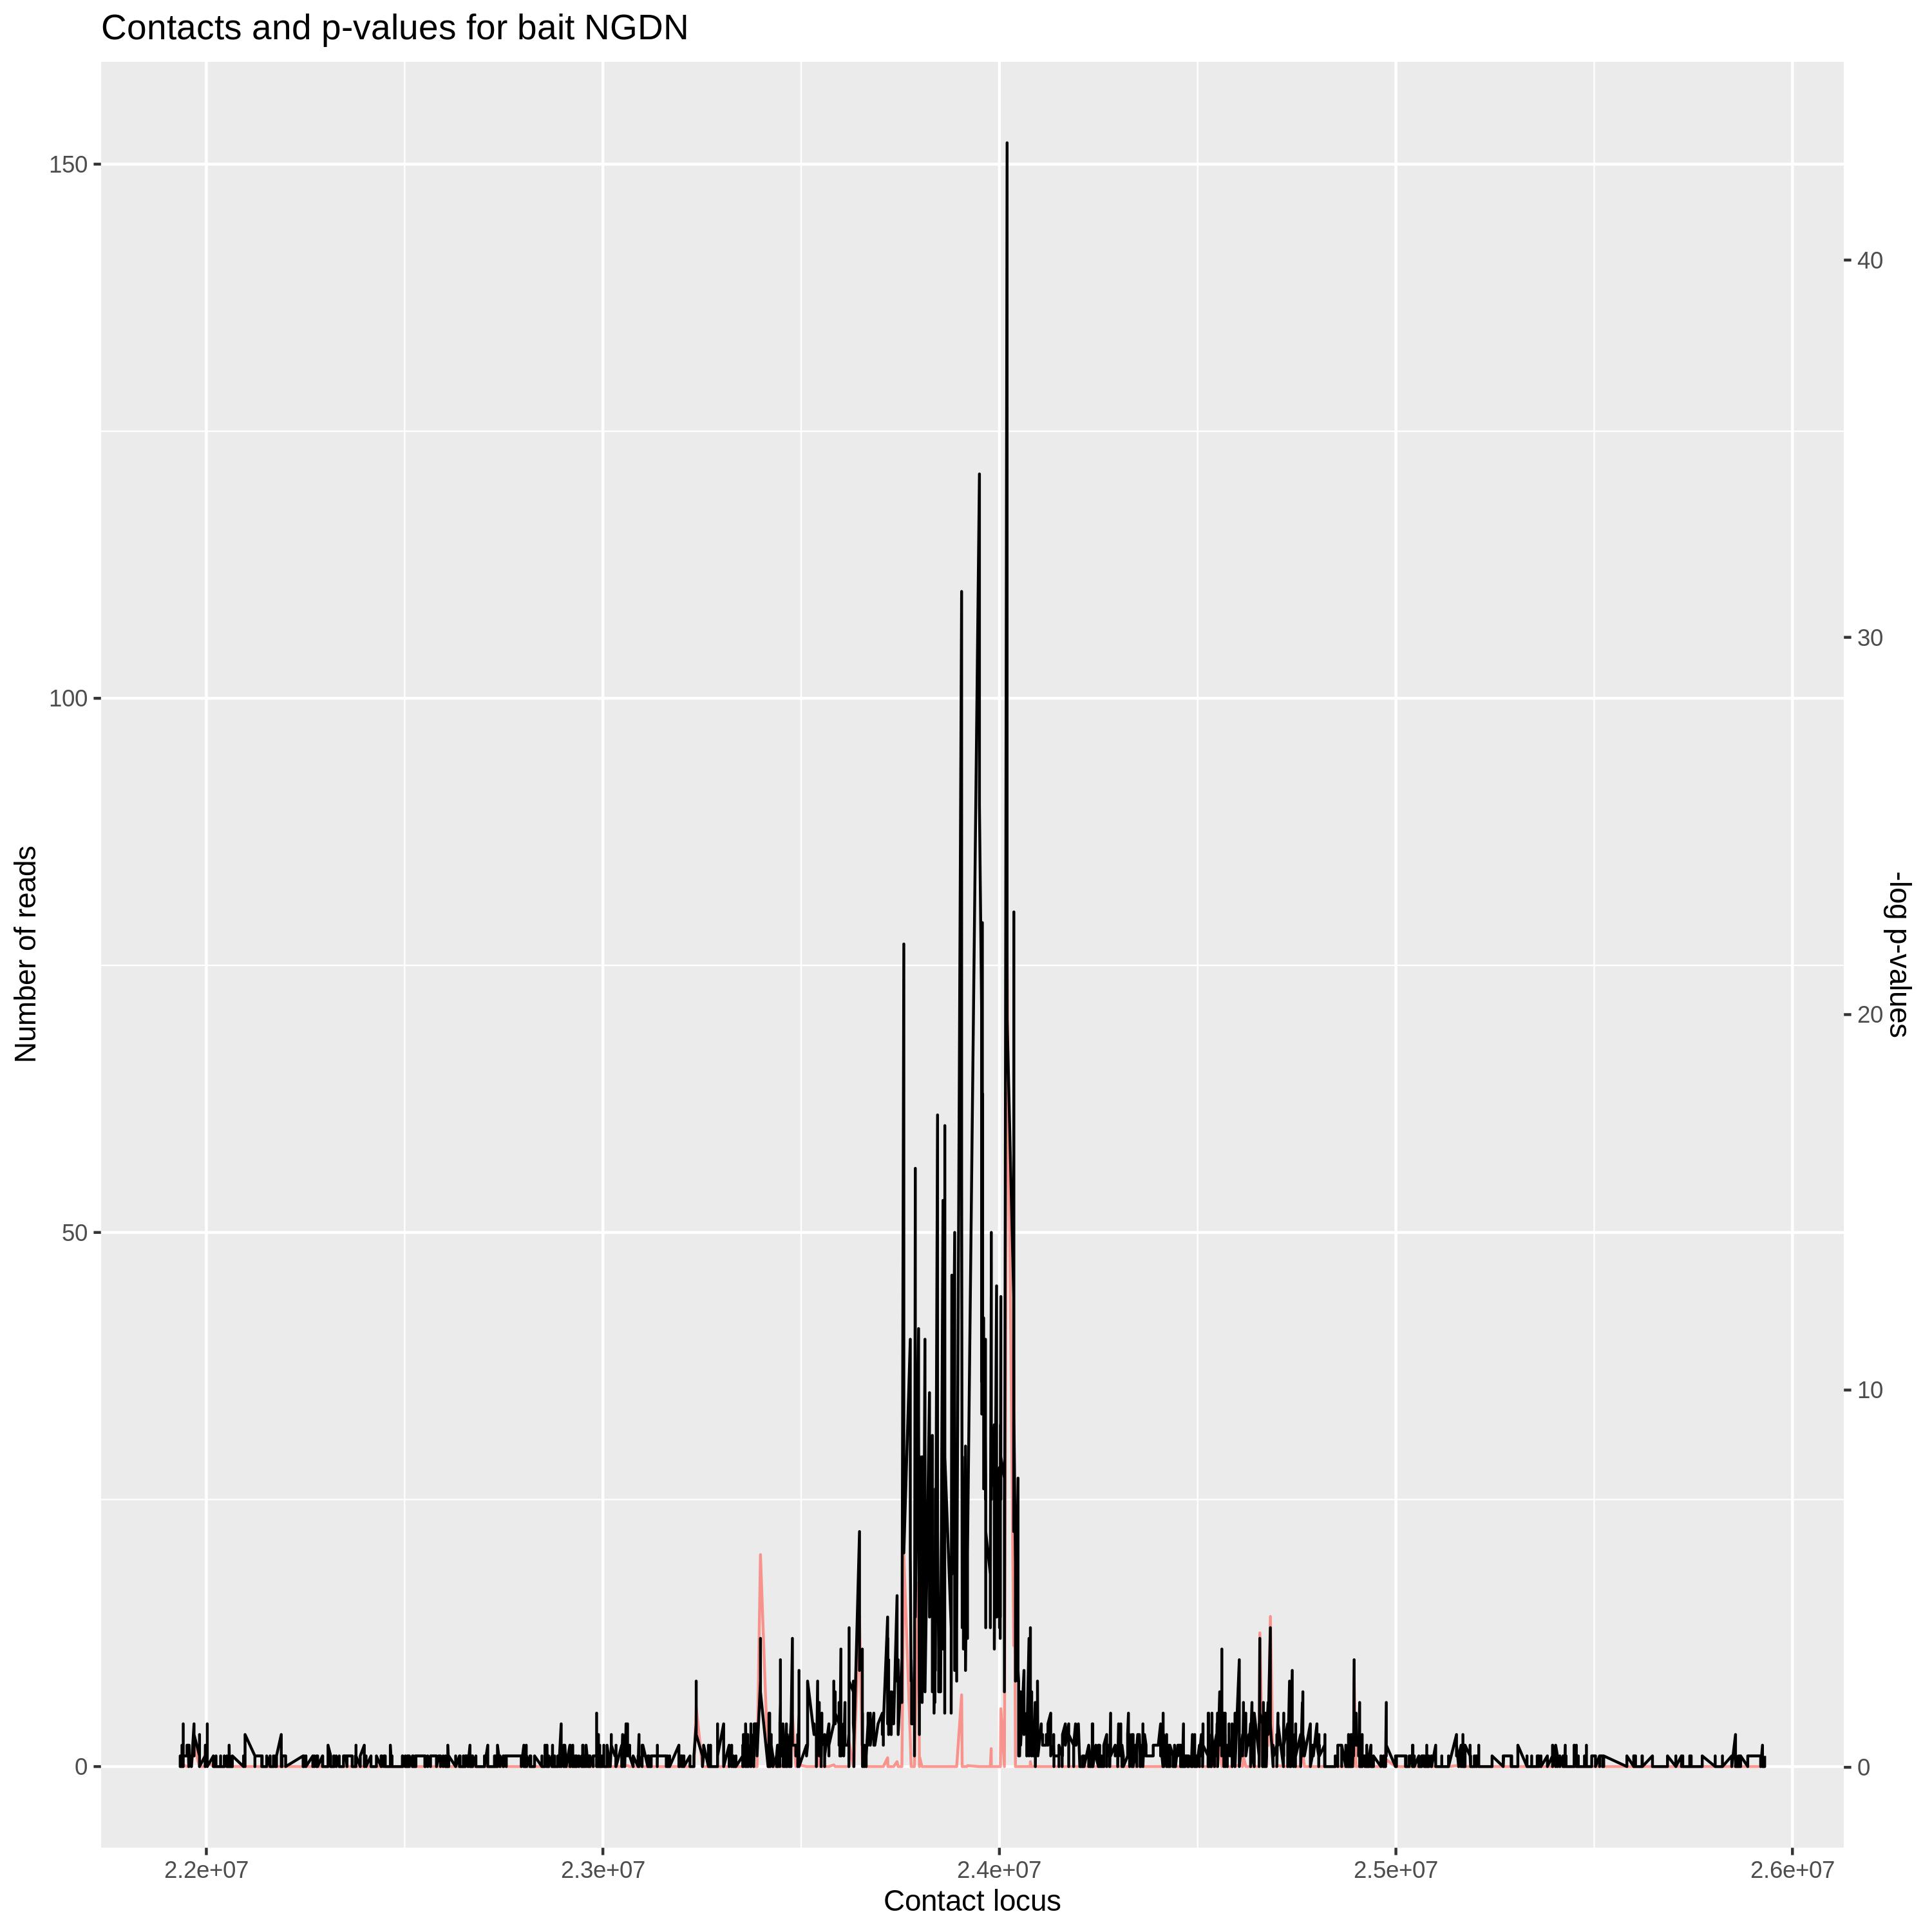 Contacts and p-values for bait NGDN
150
100
50
0
Number of reads
40
30
20
10
0
-log p-values
2.2e+07
2.3e+07
2.4e+07
2.5e+07
2.6e+07
Contact locus